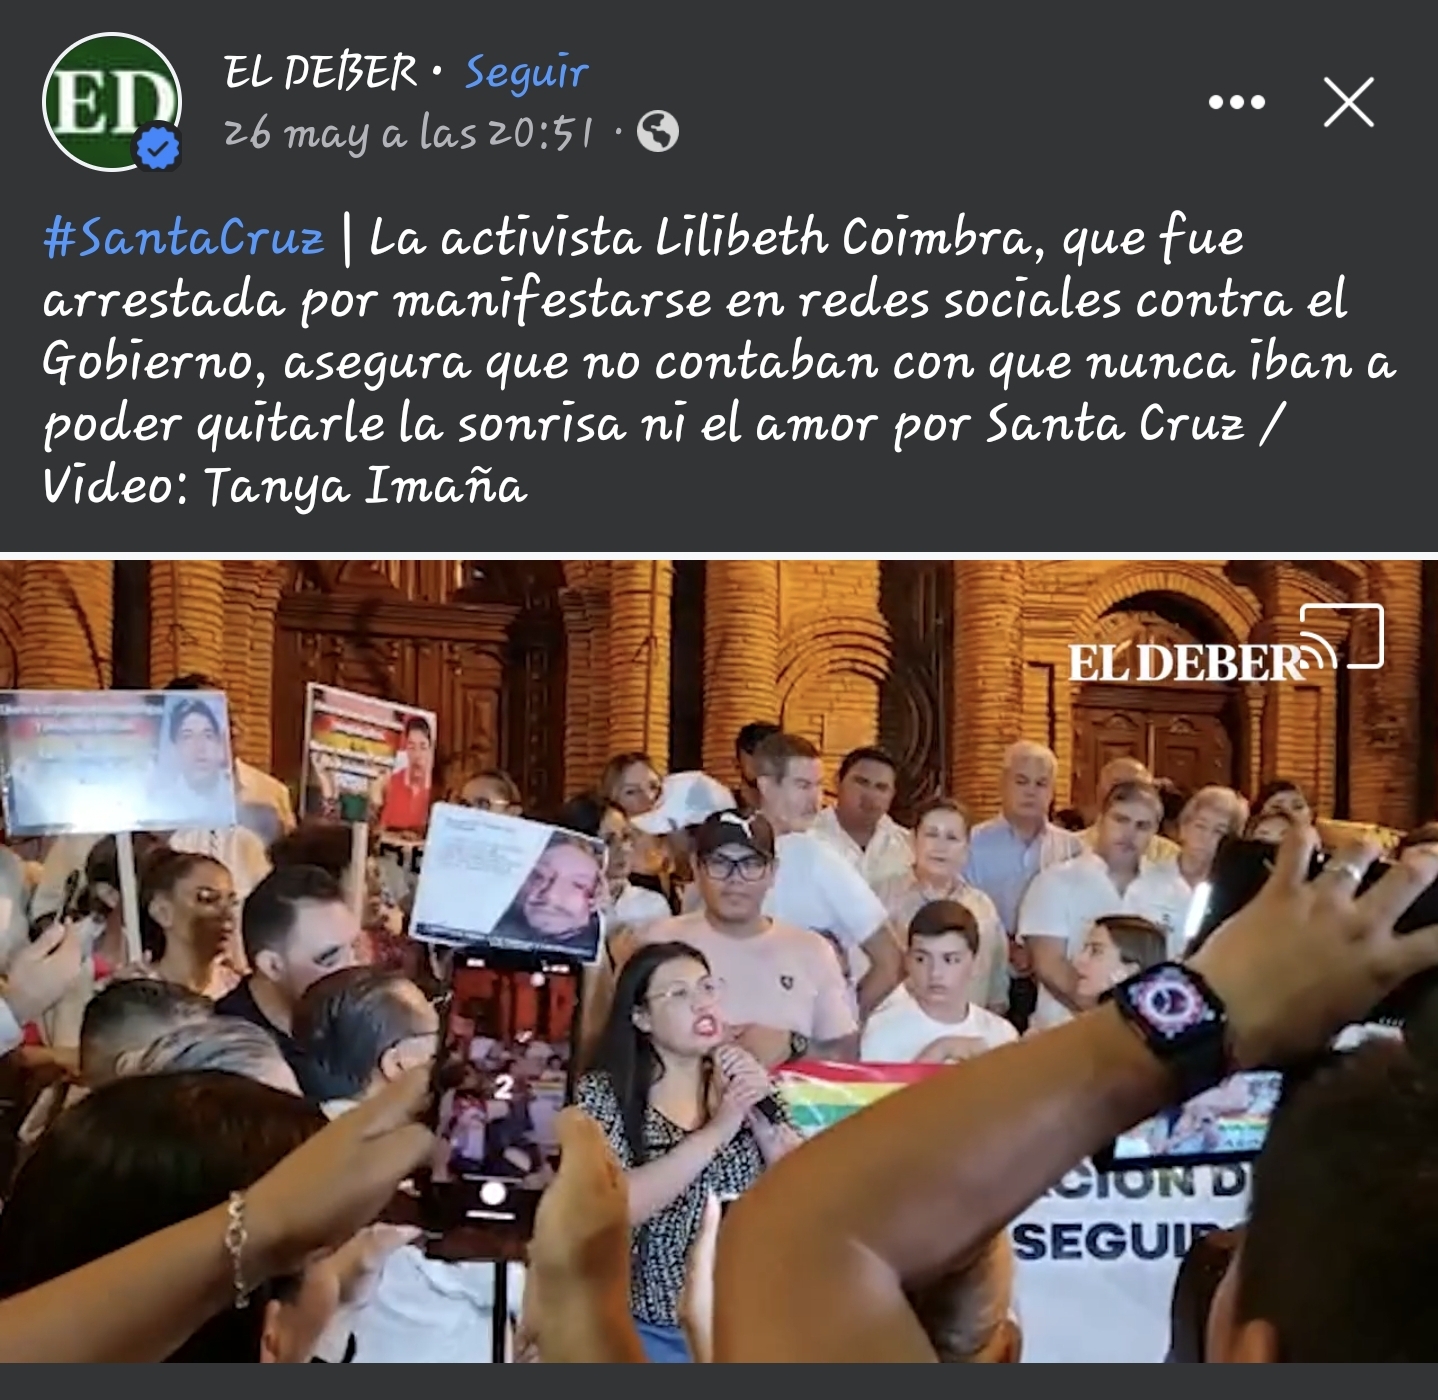 ED
EL DEBER • Seguir
26 may a las 20:51 ·
#SantaCruz | La activista Lilibeth Coimbra, que fue
arrestada por manifestarse en redes sociales contra el
Gobierno, asegura que no contaban con que nunca iban a
poder quitarle la sonrisa ni el amor por Santa Cruz /
Video: Tanya Imaña
EL DEBER
2
CIÓN D
SEGUI